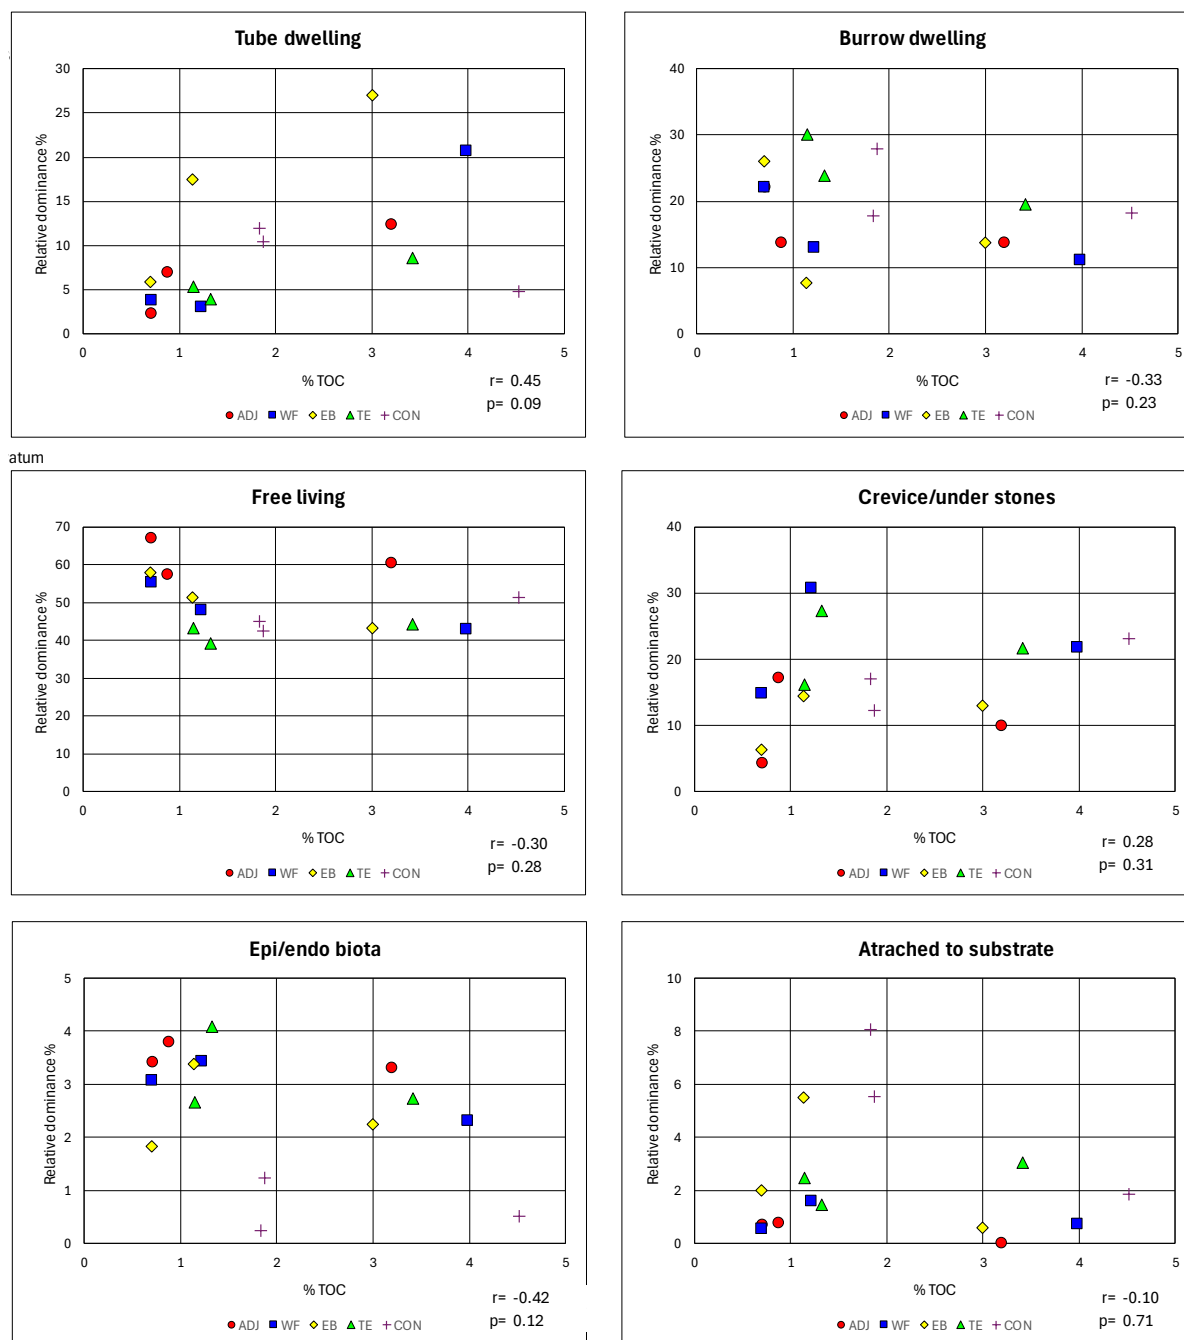 Tube dwelling
30
25
20
15
10
5
0
Relative dominance %
0 1 2 3 4 5
% TOC
r= 0.45
p= 0.09
ADJ WF EB TE CON
Burrow dwelling
40
30
20
10
0
Relative dominance %
0 1 2 3 4 5
% TOC
r= -0.33
p= 0.23
ADJ WF EB TE CON
atum
Free living
70
60
50
40
30
20
10
0
Relative dominance %
0 1 2 3 4 5
% TOC
r= -0.30
p= 0.28
ADJ WF EB TE CON
Crevice/under stones
40
30
20
10
0
Relative dominance %
0 1 2 3 4 5
% TOC
r= 0.28
p= 0.31
ADJ WF EB TE CON
Epi/endo biota
5
4
3
2
1
0
Relative dominance %
0 1 2 3 4 5
% TOC
r= -0.42
p= 0.12
ADJ WF EB TE CON
Atrached to substrate
10
8
6
4
2
0
Relative dominance %
0 1 2 3 4 5
% TOC
r= -0.10
p= 0.71
ADJ WF EB TE CON